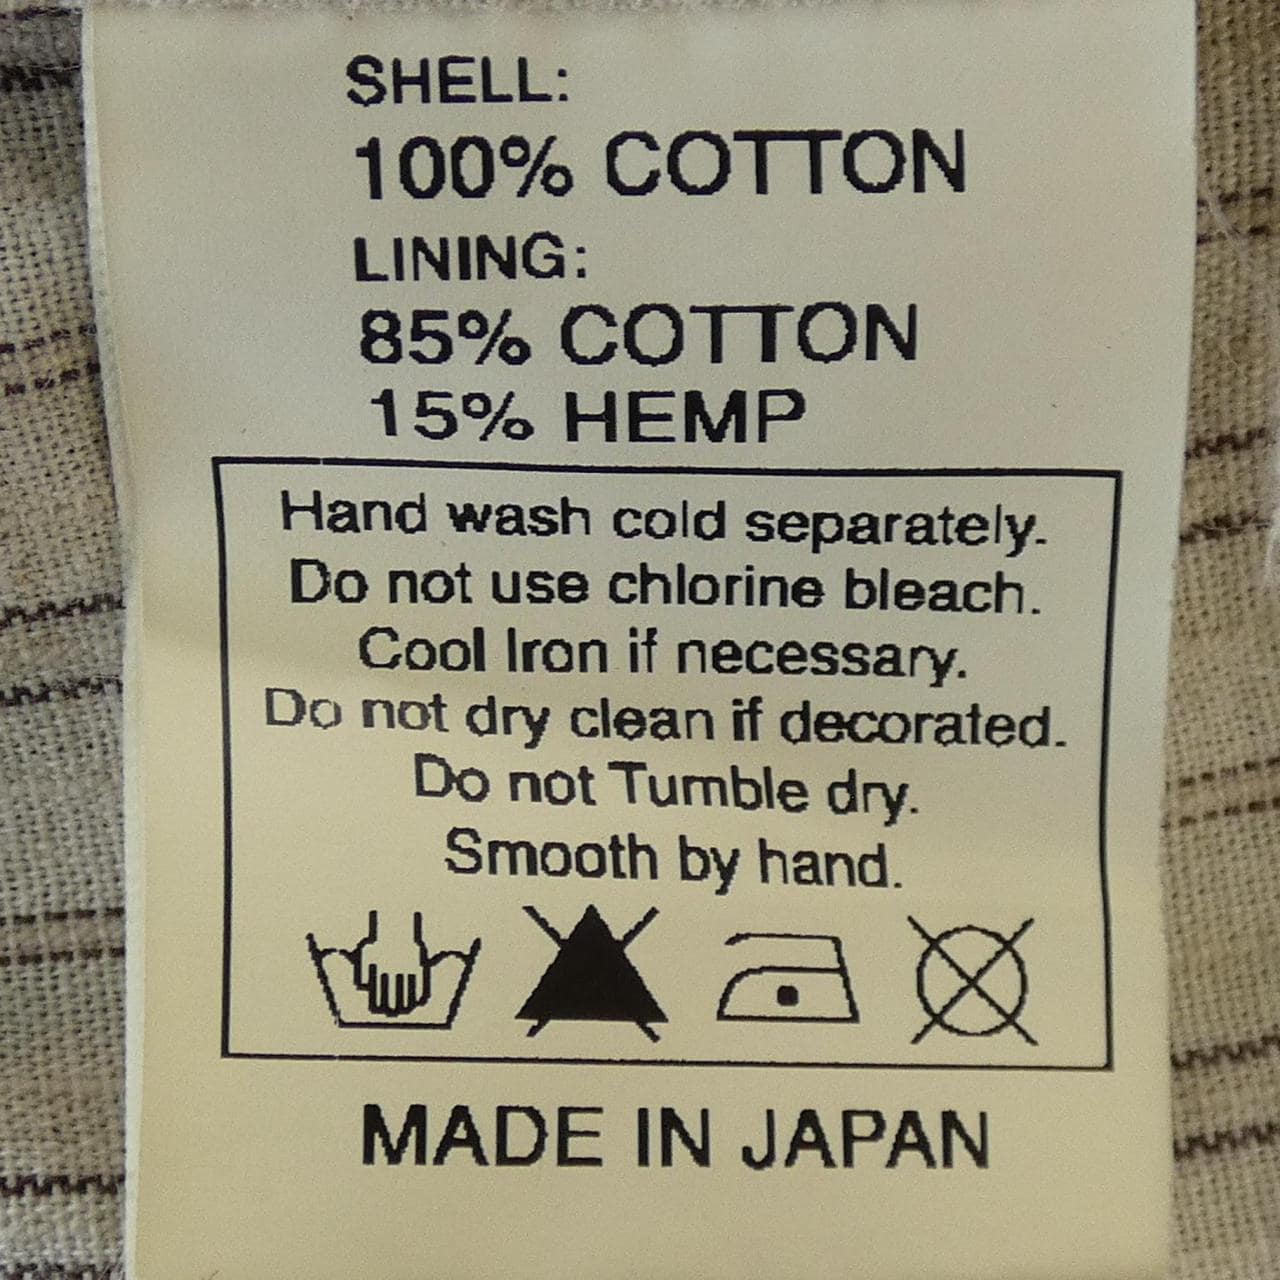 SHELL:
100% COTTON
LINING:
85% COTTON
15% HEMP
Hand wash cold separately.
Do not use chlorine bleach.
Cool Iron if necessary.
Do not dry clean if decorated.
Do not Tumble dry.
Smooth by hand.
MADE IN JAPAN